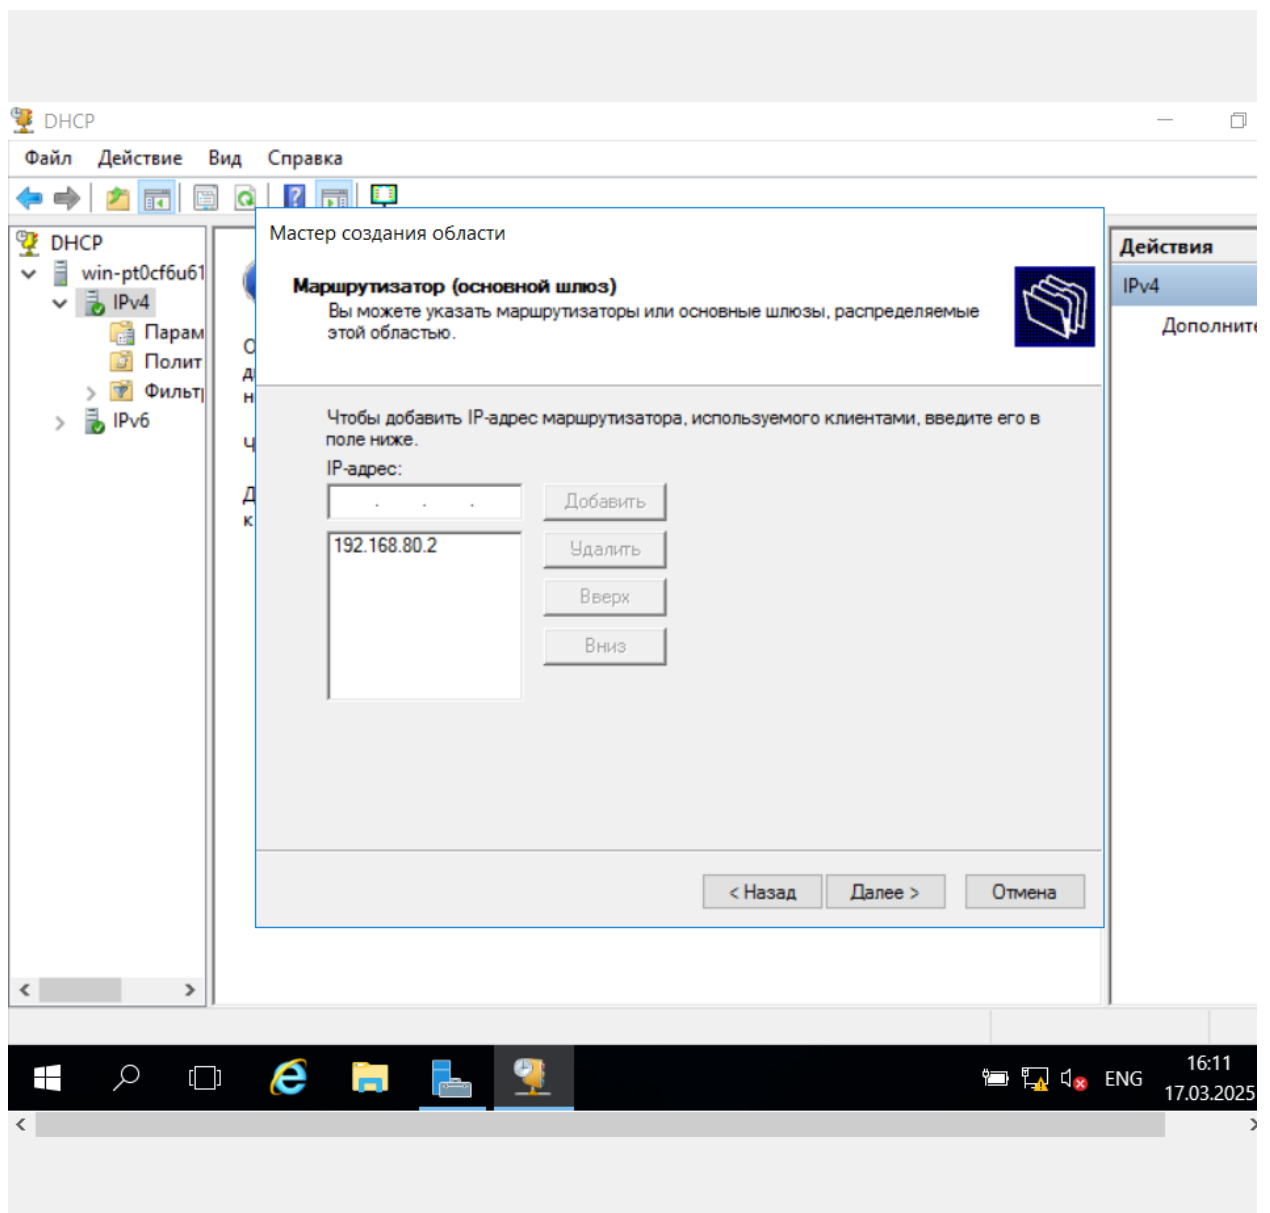 DHCP
Файл Действие Вид Справка
DHCP
win-pt0cf6u61
IPv4
Парам
Полит
Фильт
IPv6
Мастер создания области
Маршрутизатор (основной шлюз)
Вы можете указать маршрутизаторы или основные шлюзы, распределяемые
этой областью.
Чтобы добавить IP-адрес маршрутизатора, используемого клиентами, введите его в
поле ниже.
IP-адрес:
. . .
Добавить
192.168.80.2
Удалить
Вверх
Вниз
< Назад
Далее >
Отмена
Действия
IPv4
Дополните
ENG
16:11
17.03.2025